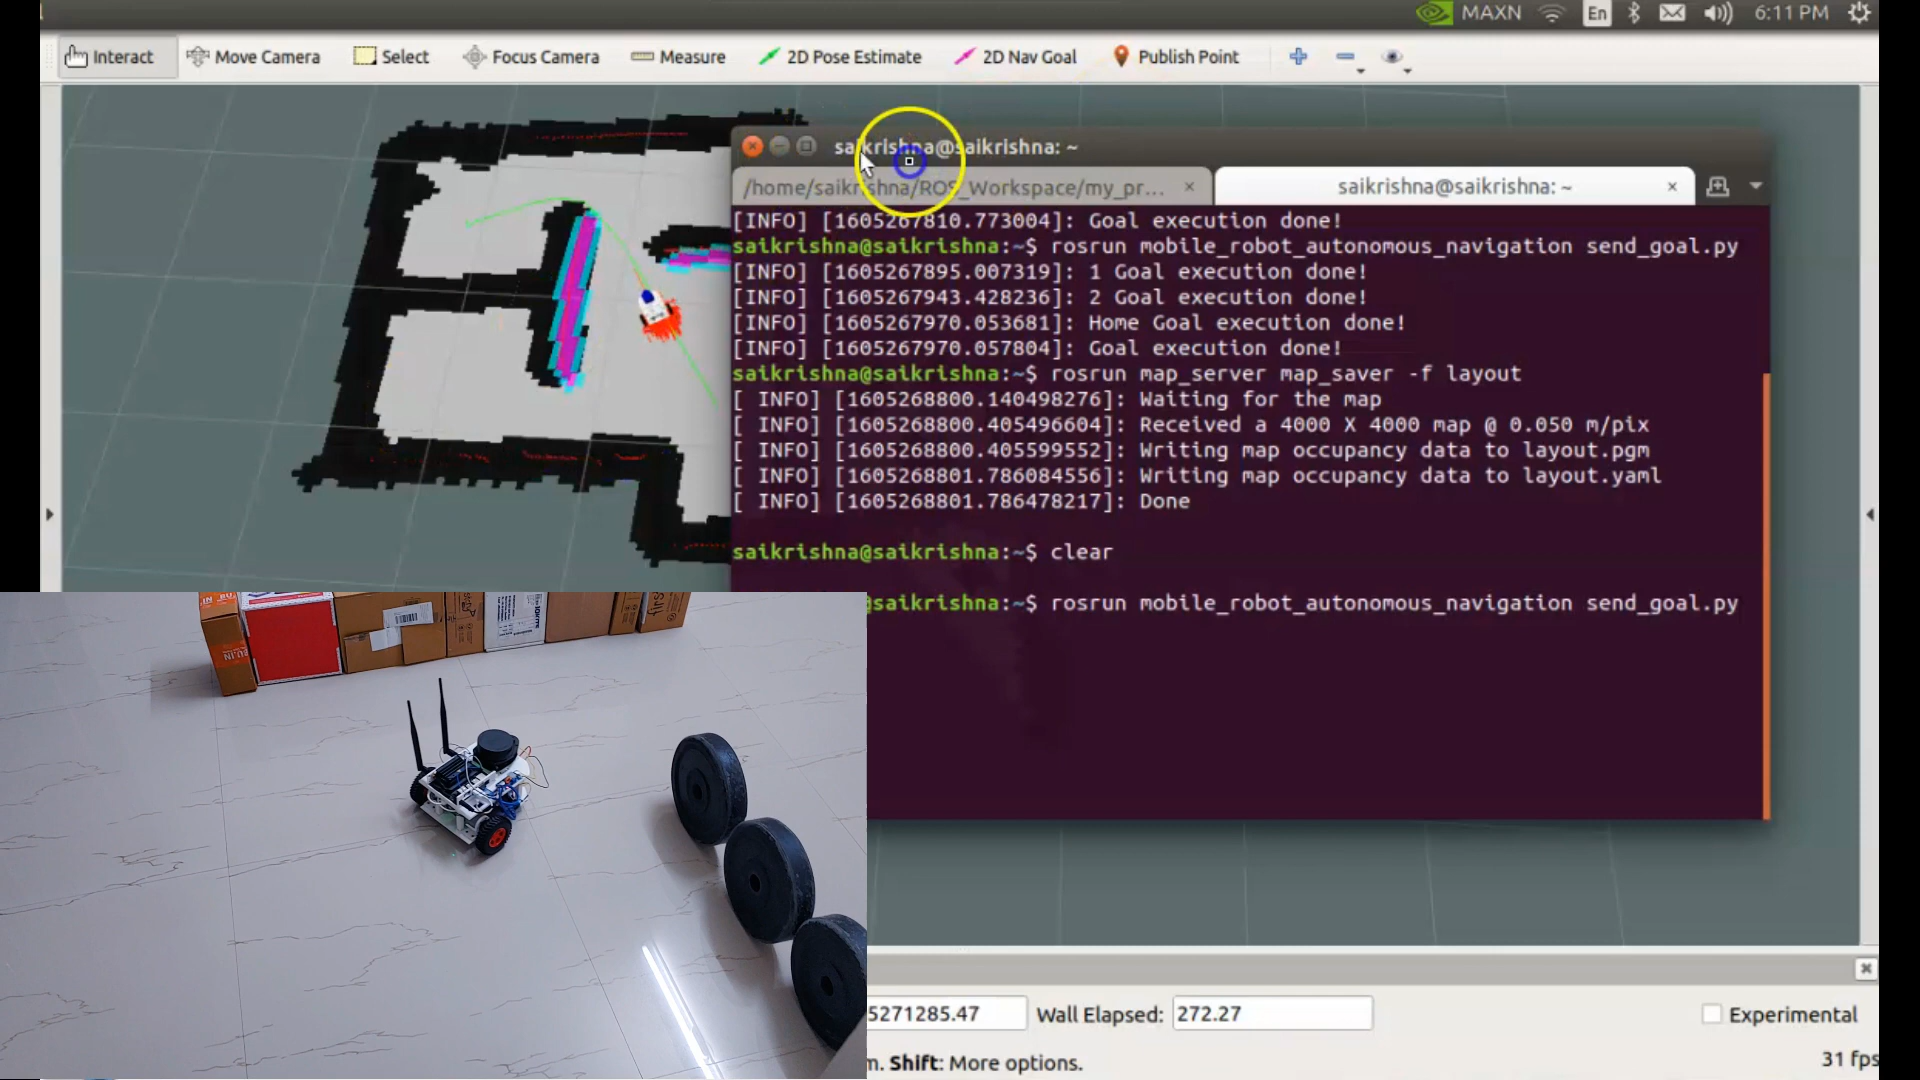 MAXN En 6:11 PM
Interact Move Camera Select Focus Camera Measure 2D Pose Estimate 2D Nav Goal Publish Point
saikrishna@saikrishna: ~
/home/saikrishna/ROS_Workspace/my_pr... × saikrishna@saikrishna: ~ ×
[INFO] [1605267810.773004]: Goal execution done!
saikrishna@saikrishna:~$ rosrun mobile_robot_autonomous_navigation send_goal.py
[INFO] [1605267895.007319]: 1 Goal execution done!
[INFO] [1605267943.428236]: 2 Goal execution done!
[INFO] [1605267970.053681]: Home Goal execution done!
[INFO] [1605267970.057804]: Goal execution done!
saikrishna@saikrishna:~$ rosrun map_server map_saver -f layout
[ INFO] [1605268800.140498276]: Waiting for the map
[ INFO] [1605268800.405496604]: Received a 4000 X 4000 map @ 0.050 m/pix
[ INFO] [1605268800.405599552]: Writing map occupancy data to layout.pgm
[ INFO] [1605268801.786084556]: Writing map occupancy data to layout.yaml
[ INFO] [1605268801.786478217]: Done
saikrishna@saikrishna:~$ clear
@saikrishna:~$ rosrun mobile_robot_autonomous_navigation send_goal.py
first
5271285.47 Wall Elapsed: 272.27 Experimental
m. Shift: More options. 31 fps